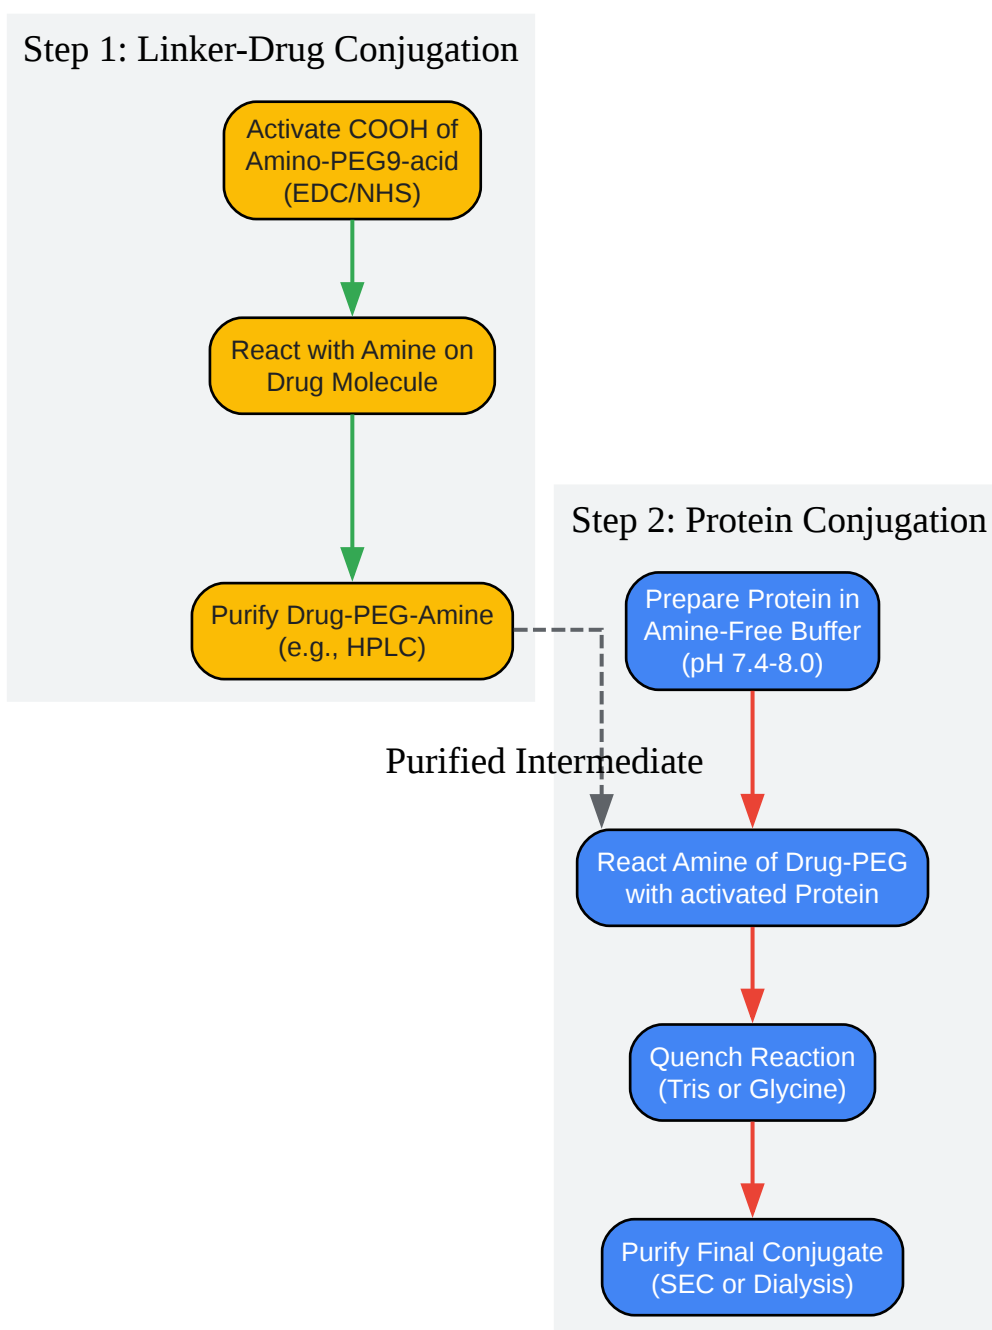 Step 1: Linker-Drug Conjugation
Activate COOH of
Amino-PEG9-acid
(EDC/NHS)
React with Amine on
Drug Molecule
Purify Drug-PEG-Amine
(e.g., HPLC)
Step 2: Protein Conjugation
Prepare Protein in
Amine-Free Buffer
(pH 7.4-8.0)
Purified Intermediate
React Amine of Drug-PEG
with activated Protein
Quench Reaction
(Tris or Glycine)
Purify Final Conjugate
(SEC or Dialysis)